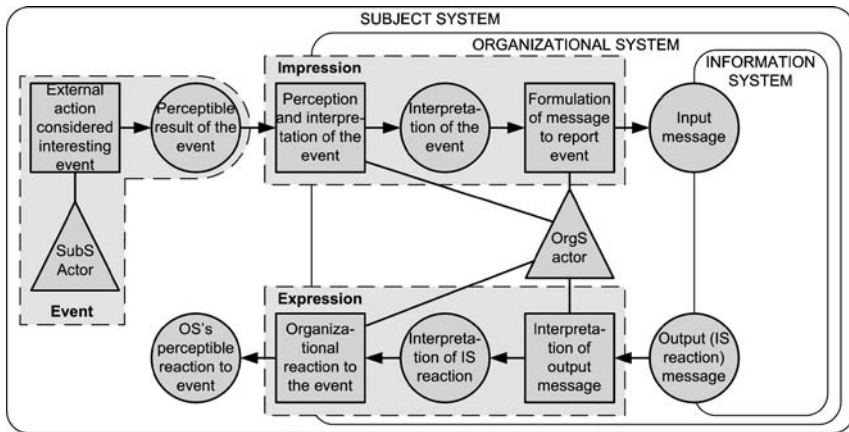 SUBJECT SYSTEM
ORGANIZATIONAL SYSTEM
INFORMATION
SYSTEM
Impression
External
action
considered
interesting
event
Perceptible
result of the
event
Perception
and interpre-
tation of the
event
Interpreta-
tion of the
event
Formulation
of message
to report
event
Input
message
SubS
Actor
Event
OrgS
actor
Expression
OS's
perceptible
reaction to
event
Organiza-
tional
reaction to
the event
Interpreta-
tion of IS
reaction
Interpreta-
tion of
output
message
Output (IS
reaction)
message